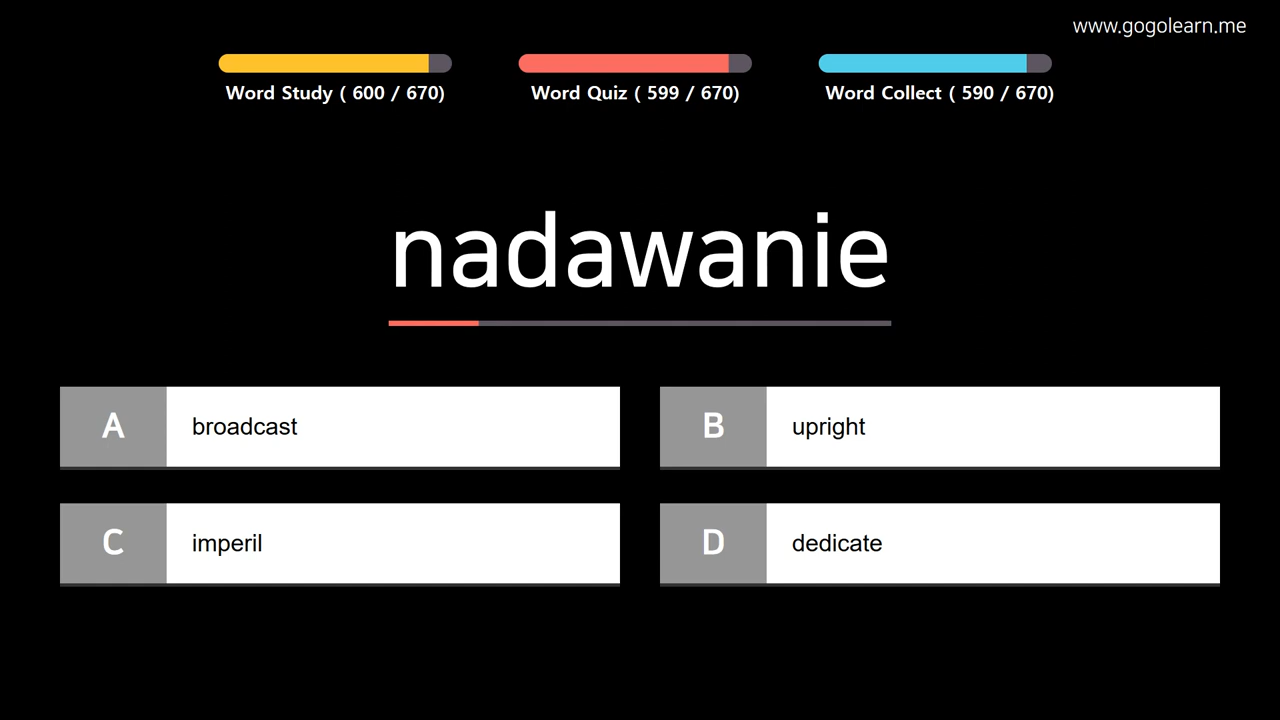 www.gogolearn.me
Word Study ( 600 / 670)
Word Quiz ( 599 / 670)
Word Collect ( 590 / 670)
nadawanie
A broadcast
B upright
C imperil
D dedicate